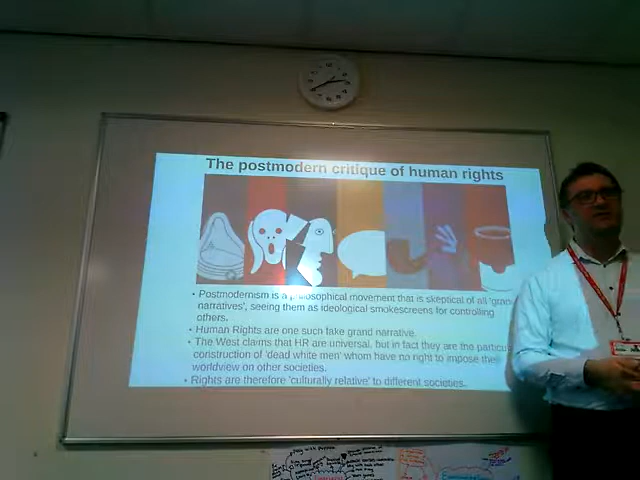 The postmodern critique of human rights
• Postmodernism is a philosophical movement that is skeptical of all
narratives', seeing them as ideological smokescreens for controlling
others.
• Human Rights are one such fake grand narrative.
• The West claims that HR are universal, but in fact they are the
construction of 'dead white men' whom have no right to impose
worldview on other societies.
• Rights are therefore 'culturally relative' to different societies.